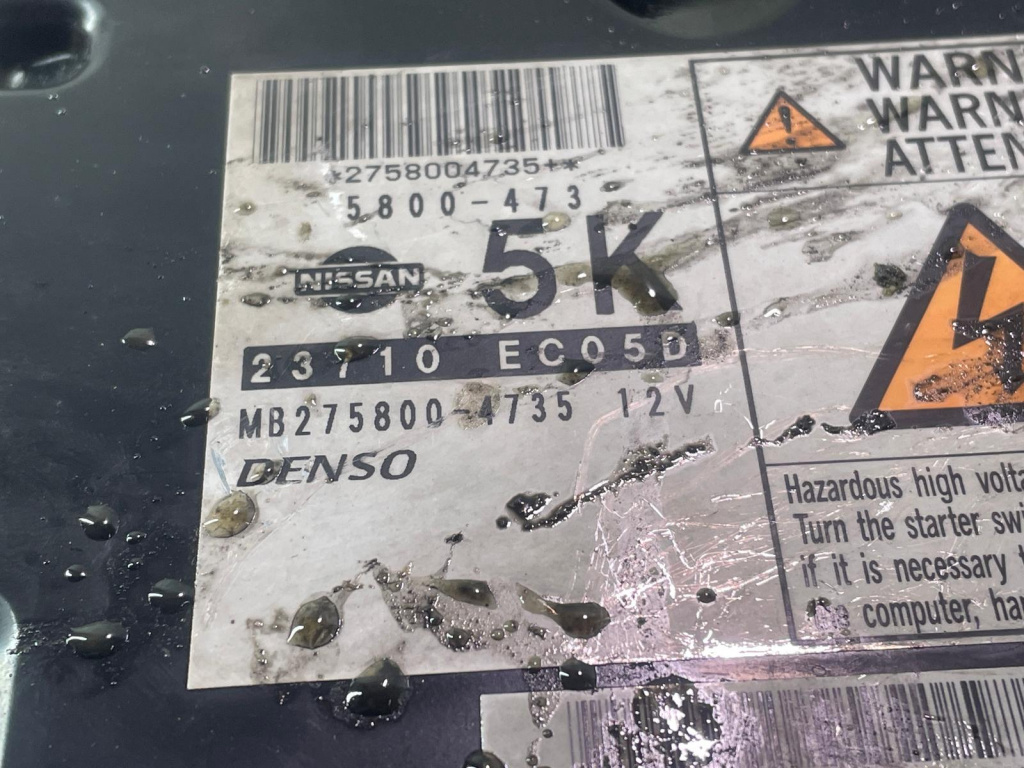 *2758004735+*
5800-473
NISSAN
5K
23710 EC05D
MB275800-4735 12V
DENSO
WARN
WARN
ATTEN
Hazardous high volta
Turn the starter swi
if it is necessary t
computer, ha